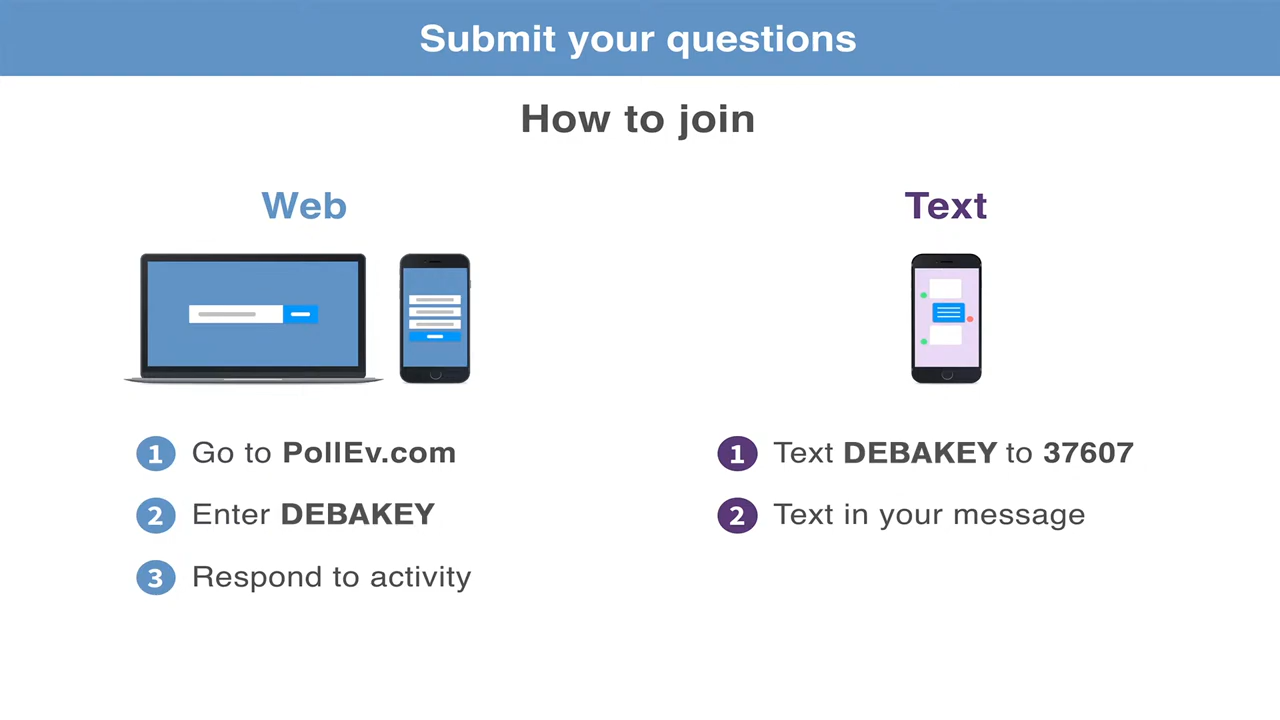 Submit your questions
How to join
Web
1 Go to PollEv.com
2 Enter DEBAKEY
3 Respond to activity
Text
1 Text DEBAKEY to 37607
2 Text in your message